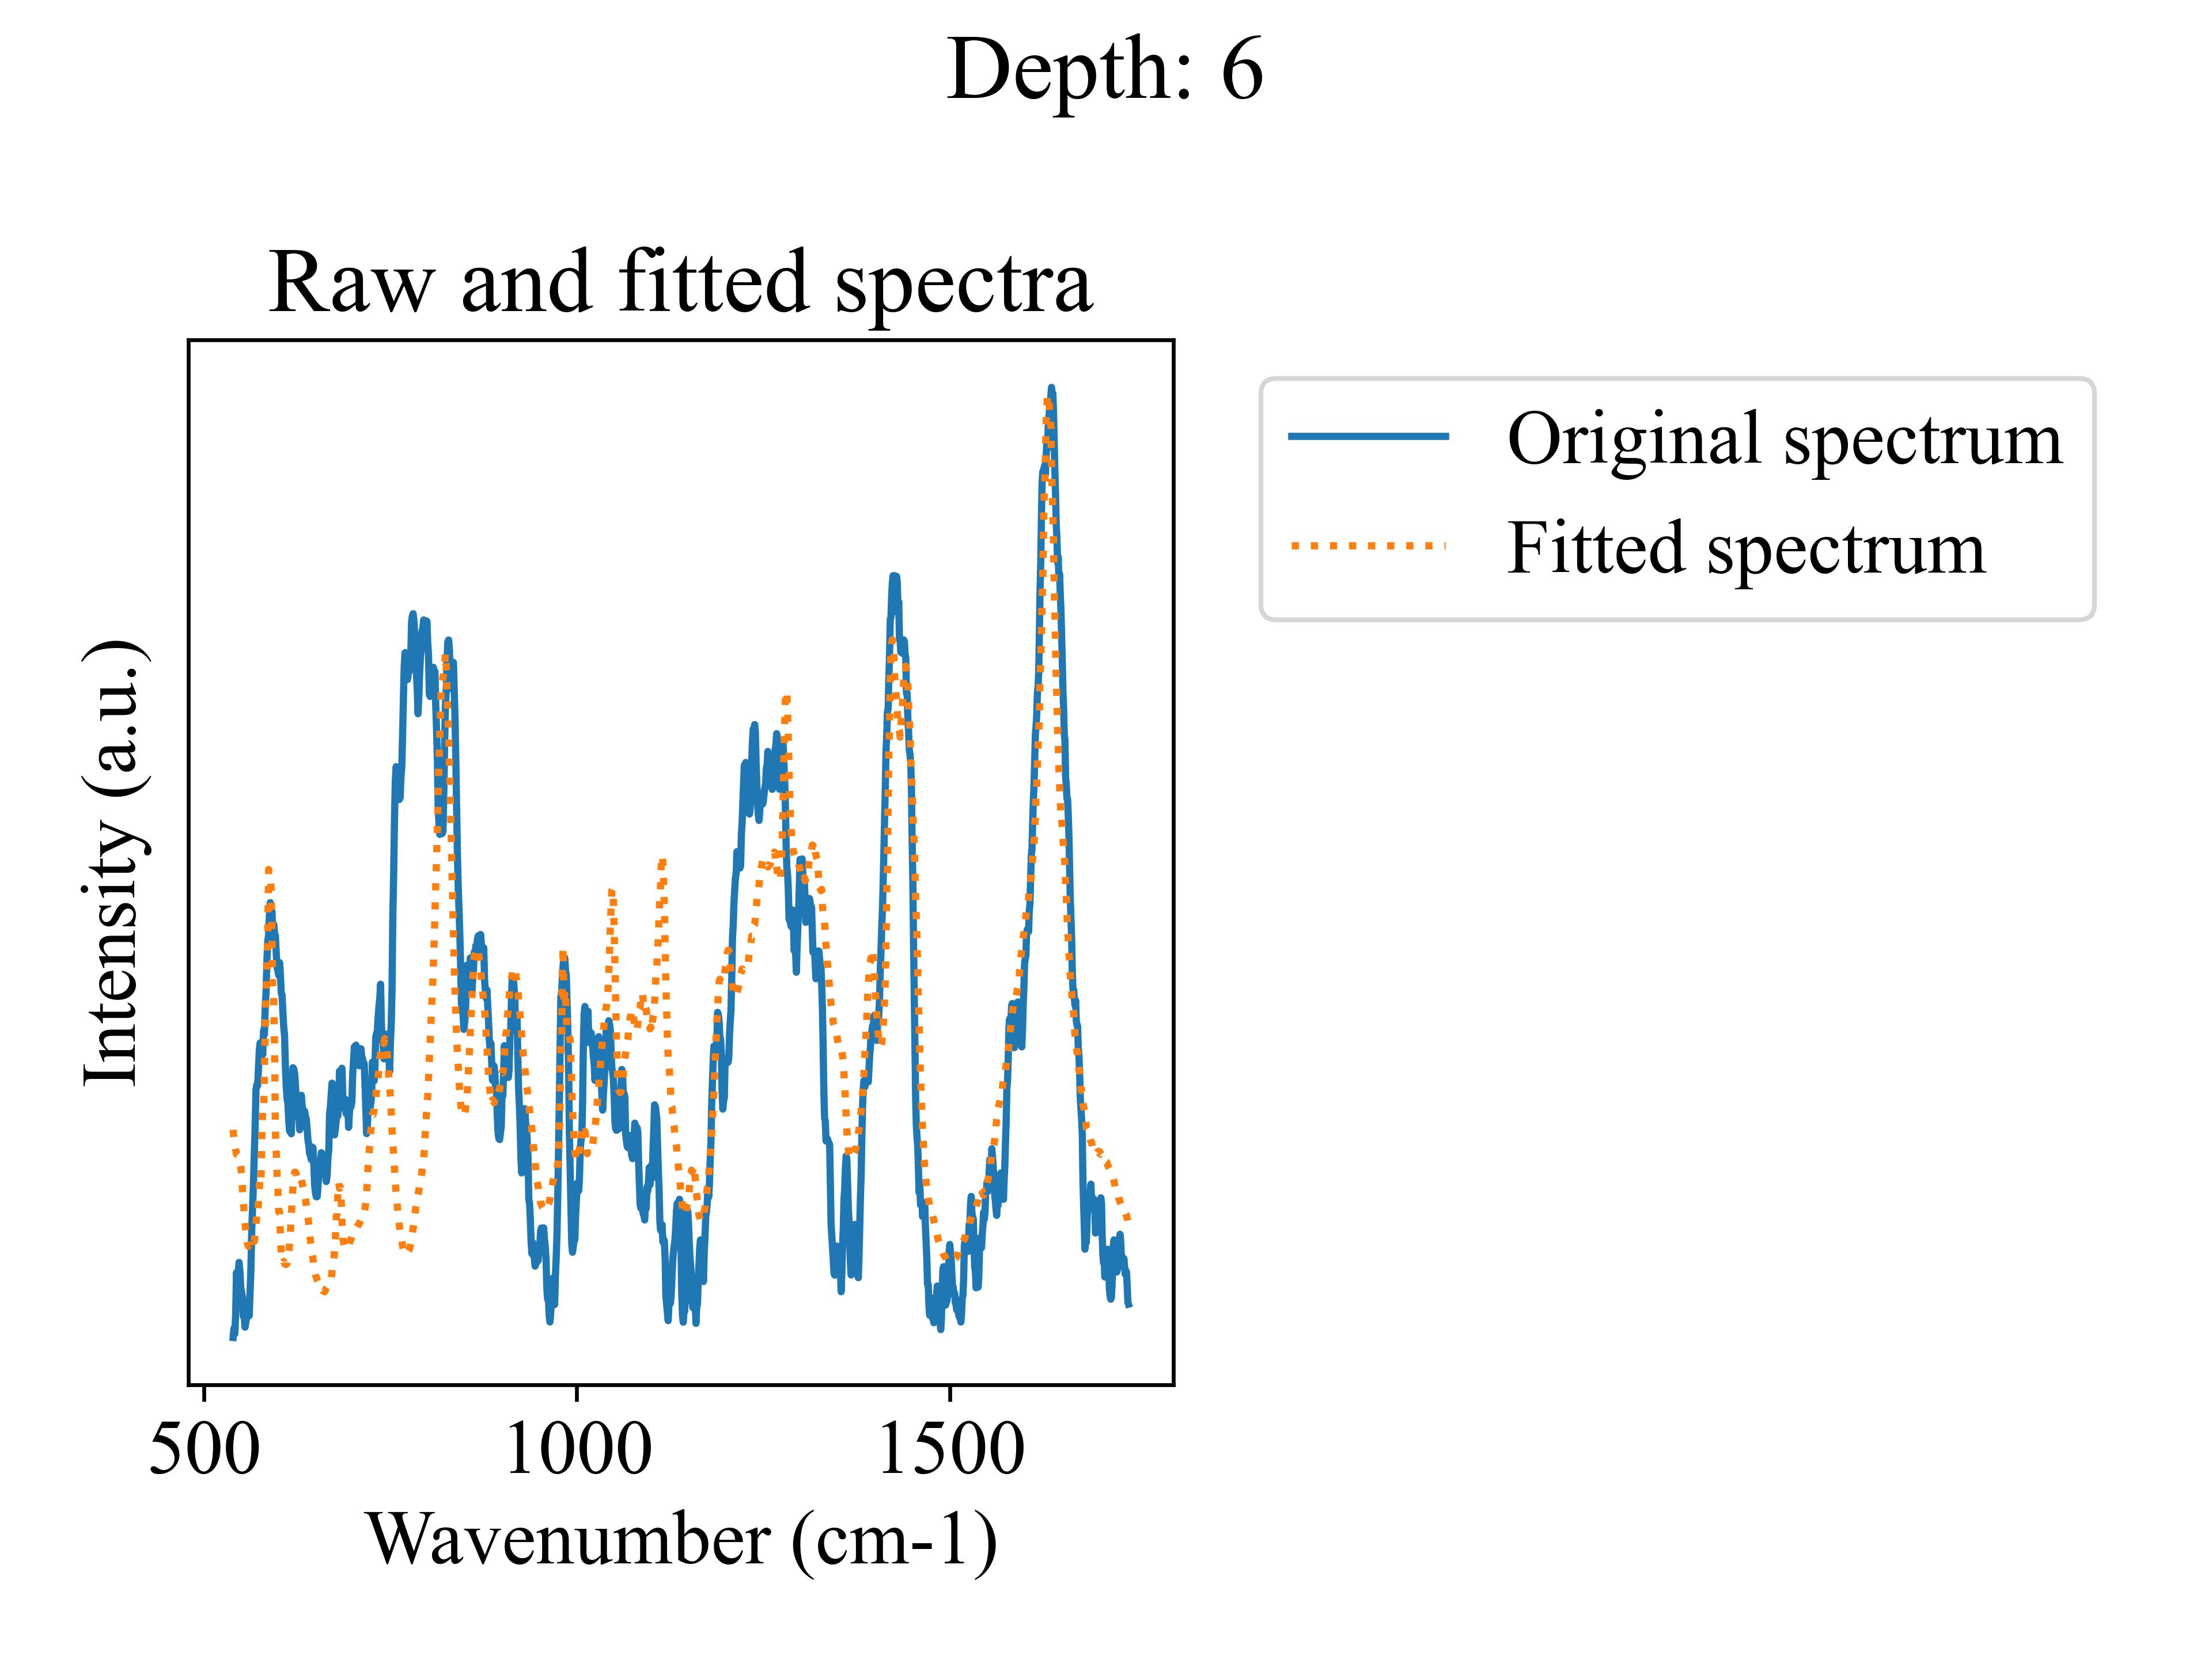 Depth: 6
Raw and fitted spectra
Original spectrum
Fitted spectrum
Intensity (a.u.)
500 1000 1500
Wavenumber (cm-1)